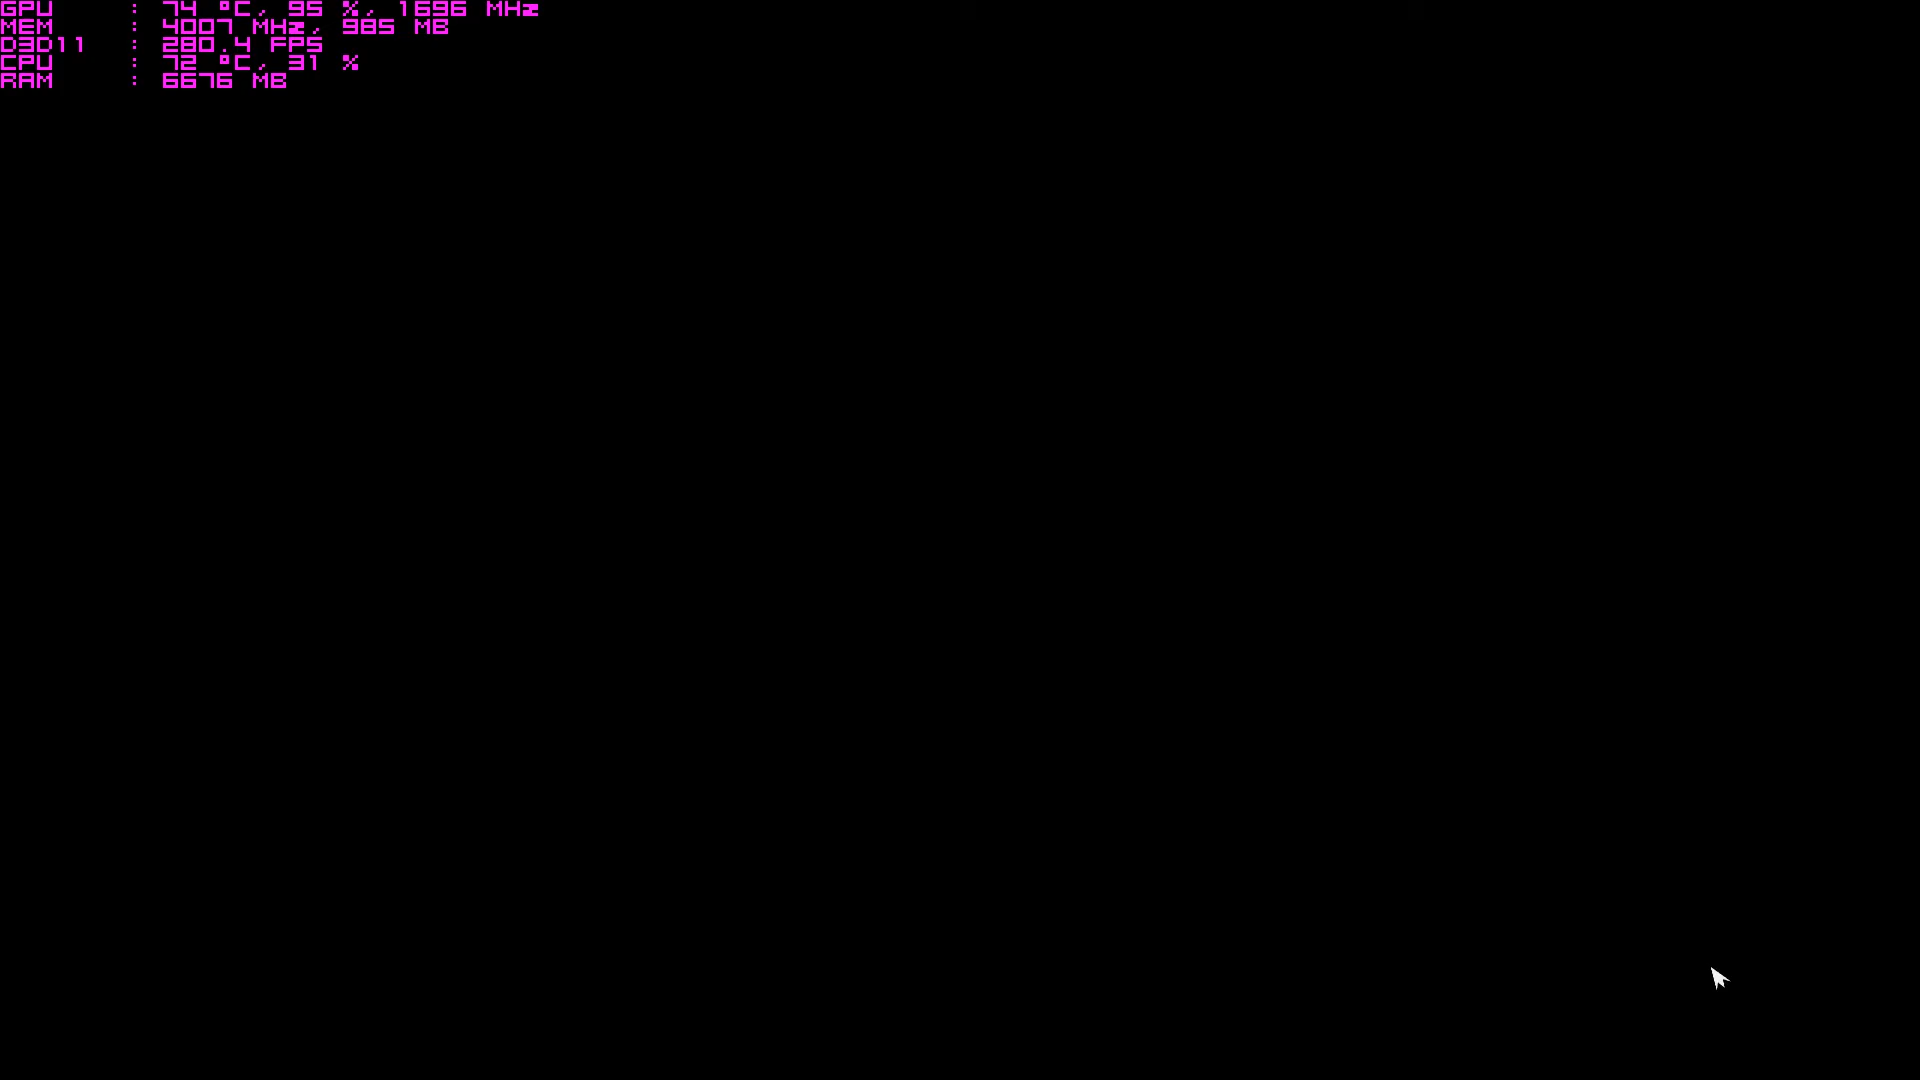 GPU : 74 °C, 95 %, 1696 MHz
MEM : 4007 MHz, 985 MB
D3D11 : 280.4 FPS
CPU : 72 °C, 31 %
RAM : 6676 MB